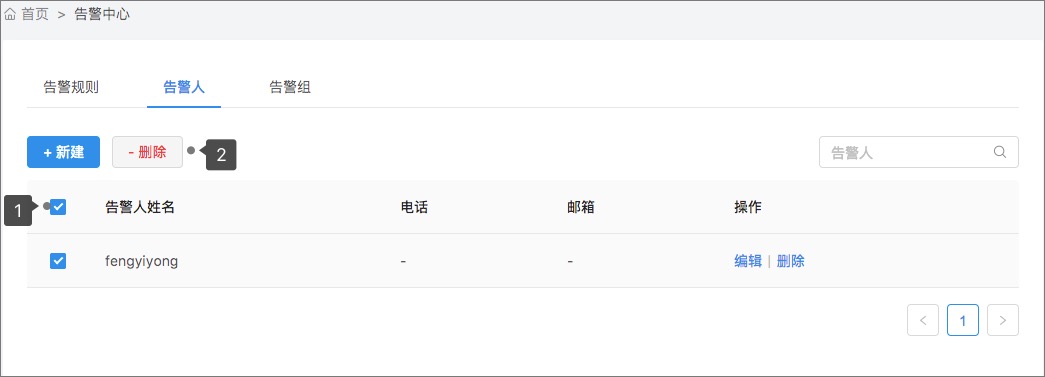 首页 > 告警中心
告警规则 告警人 告警组
+ 新建 - 删除 2 告警人
1 告警人姓名 电话 邮箱 操作
fengyiyong - - 编辑 | 删除
< 1 >